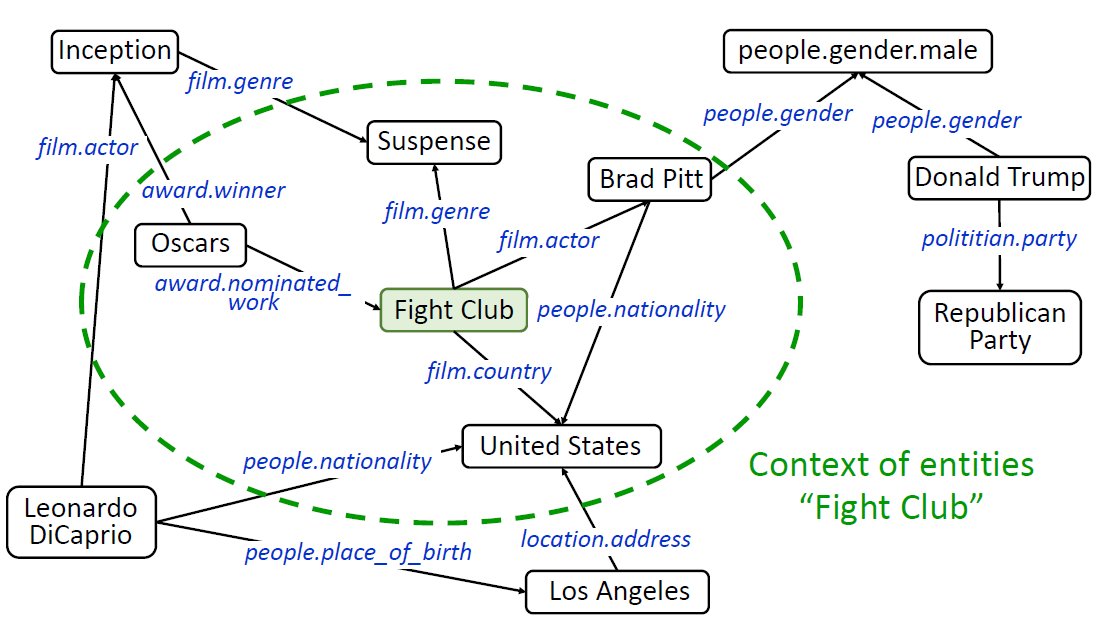 Inception
people.gender.male
film.genre
people.gender
people.gender
film.actor
Suspense
Brad Pitt
Donald Trump
award.winner
film.genre
Oscars
film.actor
polititian.party
award.nominated_
work
Fight Club
people.nationality
Republican
Party
film.country
United States
people.nationality
Context of entities
“Fight Club”
Leonardo
DiCaprio
location.address
people.place_of_birth
Los Angeles